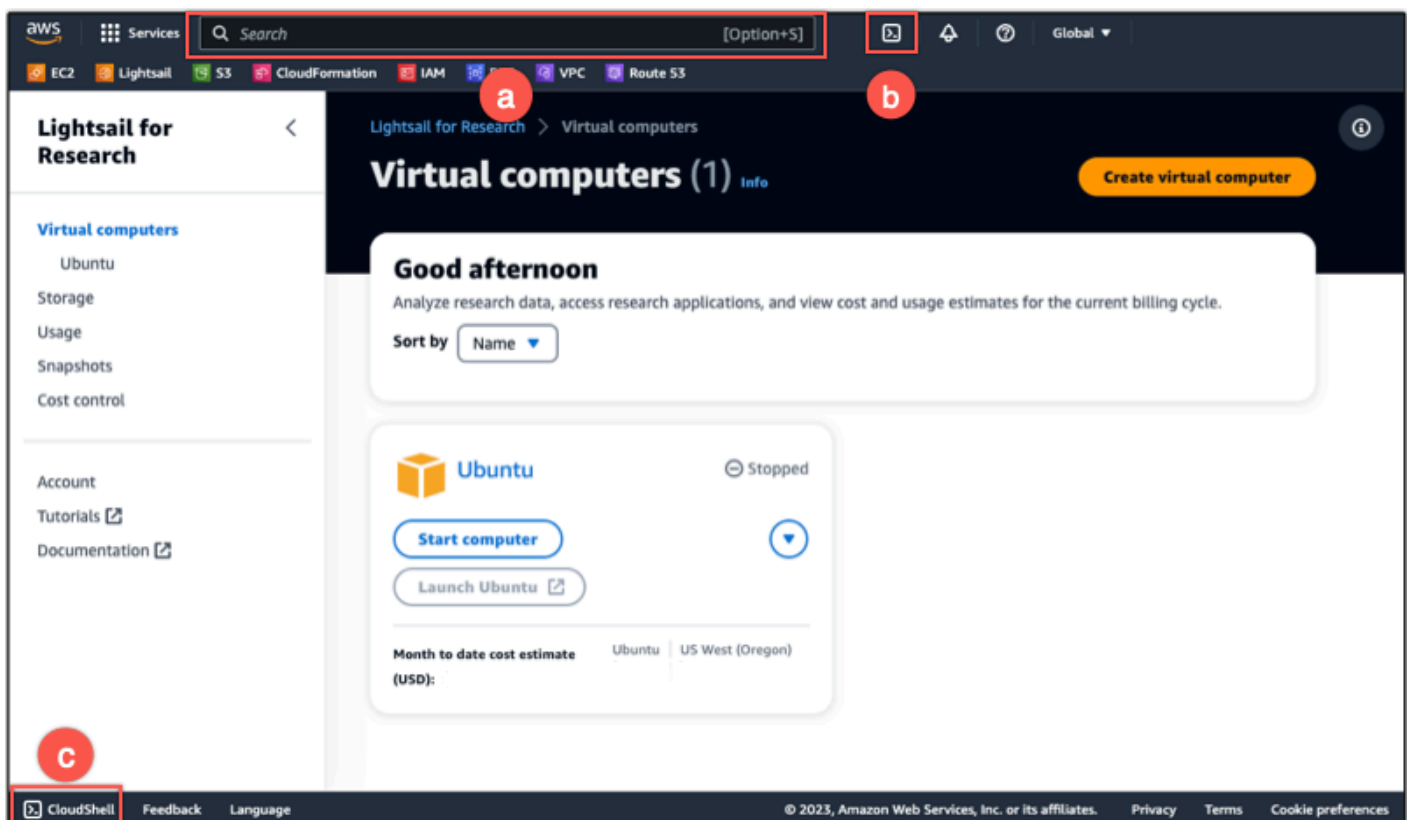 aws Services Search [Option+S] Global
EC2 Lightsail S3 CloudFormation IAM VPC Route 53
a
b
Lightsail for
Research
Virtual computers
Ubuntu
Storage
Usage
Snapshots
Cost control
Account
Tutorials
Documentation
Lightsail for Research > Virtual computers
Virtual computers (1) Info
Create virtual computer
Good afternoon
Analyze research data, access research applications, and view cost and usage estimates for the current billing cycle.
Sort by Name
Ubuntu Stopped
Start computer
Launch Ubuntu
Month to date cost estimate
(USD):
Ubuntu US West (Oregon)
c
CloudShell Feedback Language © 2023, Amazon Web Services, Inc. or its affiliates. Privacy Terms Cookie preferences